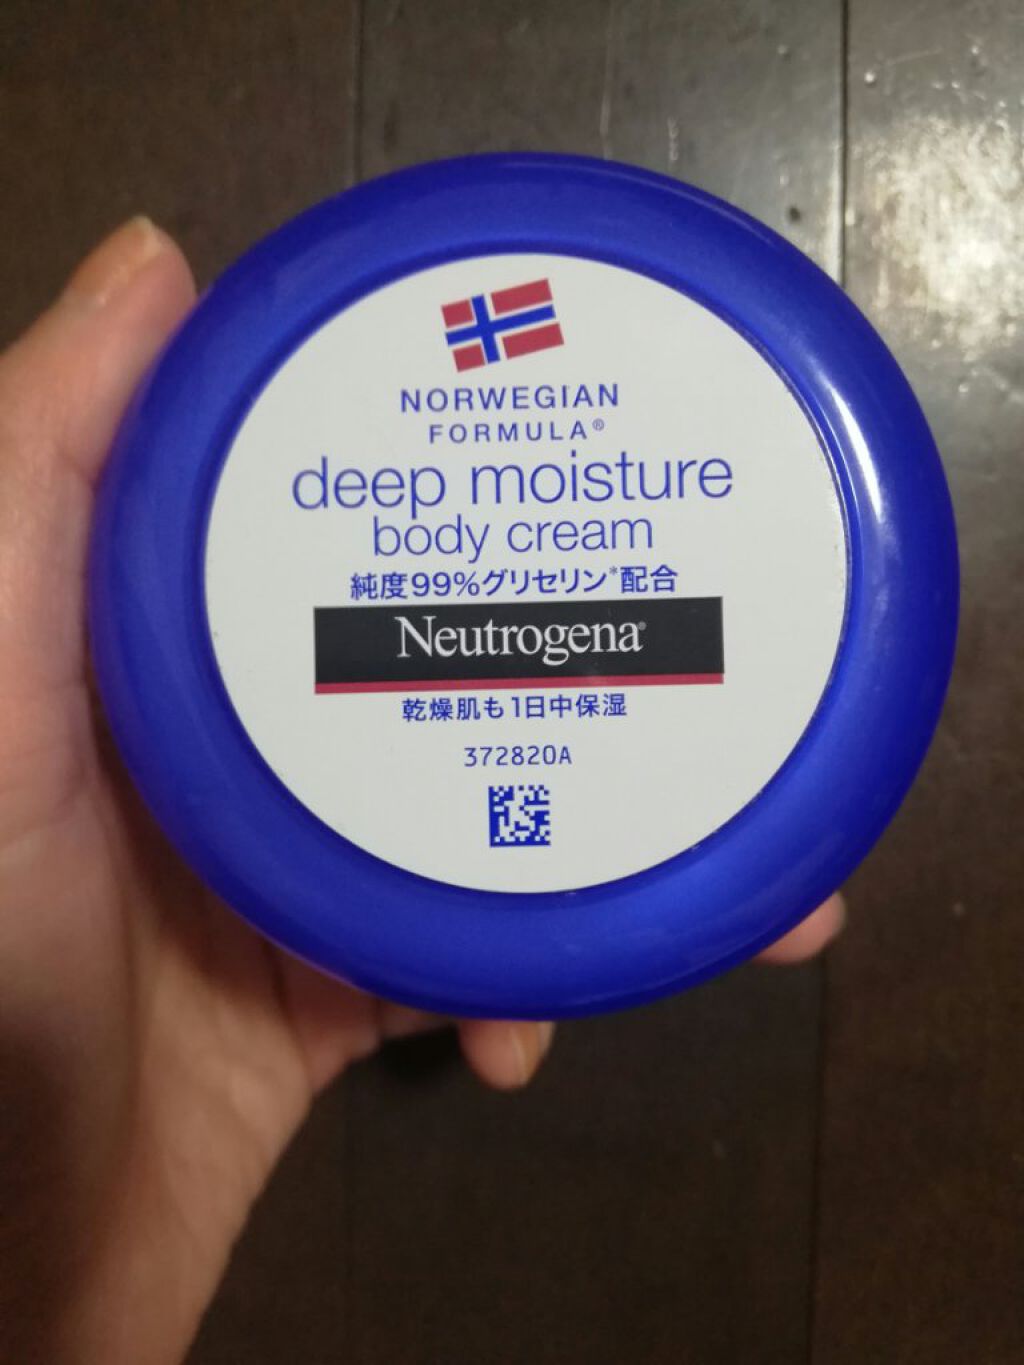 NORWEGIAN
FORMULA®
deep moisture
body cream
純度99%グリセリン*配合
Neutrogena®
乾燥肌も1日中保湿
372820A